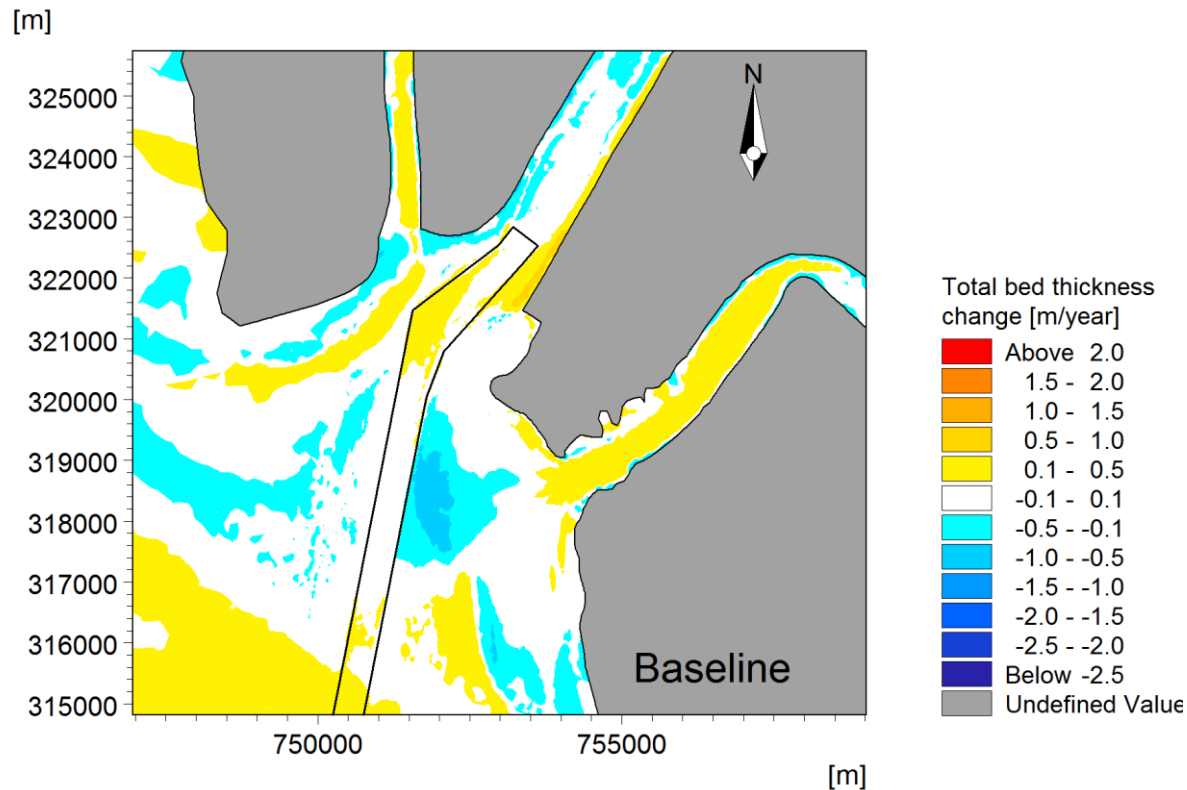 [m]
325000
324000
323000
322000
321000
320000
319000
318000
317000
316000
315000
750000
755000
[m]
N
Baseline
Total bed thickness
change [m/year]
Above 2.0
1.5 - 2.0
1.0 - 1.5
0.5 - 1.0
0.1 - 0.5
-0.1 - 0.1
-0.5 - -0.1
-1.0 - -0.5
-1.5 - -1.0
-2.0 - -1.5
-2.5 - -2.0
Below -2.5
Undefined Value